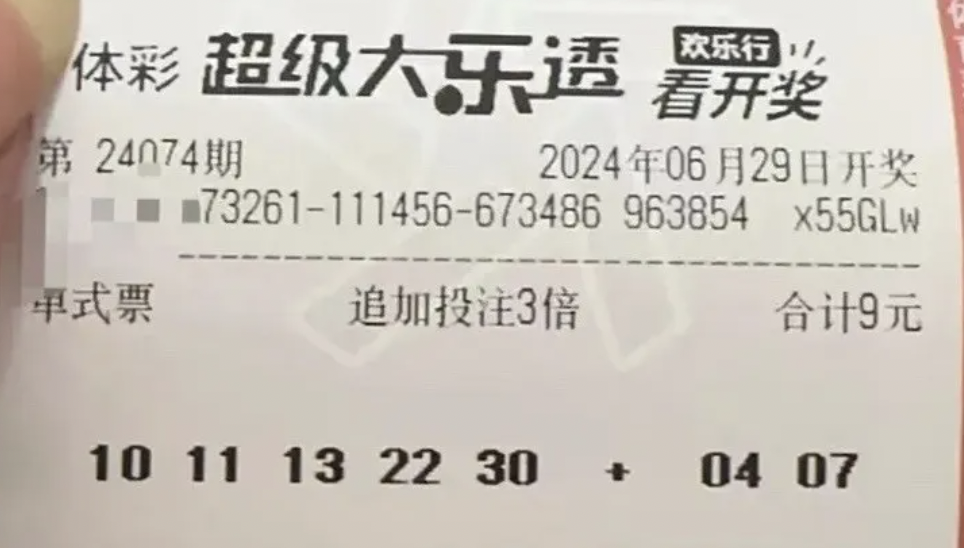 体彩 超级大乐透 欢乐行 看开奖
第 24074期 2024年06月29日开奖
73261-111456-673486 963854 x55GLw
单式票 追加投注3倍 合计9元
10 11 13 22 30 + 04 07